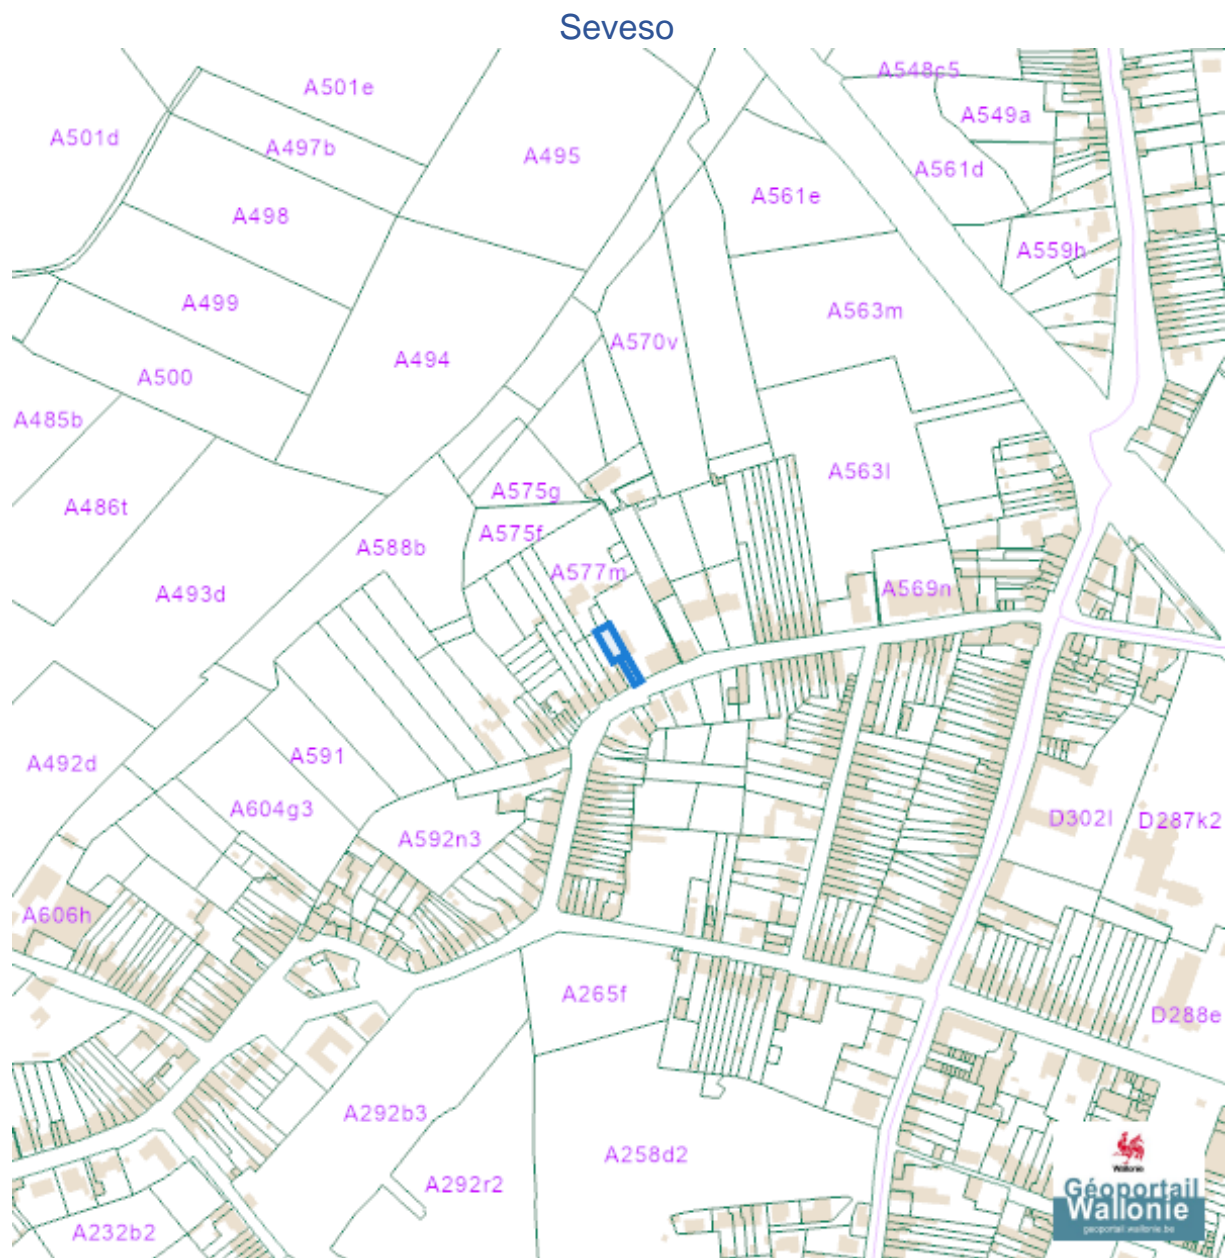 Seveso
A548c5
A501e
A549a
A501d
A497b
A495
A561d
A561e
A498
A559h
A499
A563m
A570v
A494
A500
A485b
A563l
A575g
A486t
A575f
A588b
A577m
A569n
A493d
A591
A492d
A604g3
D302l
D287k2
A592n3
A606h
A265f
D288e
A292b3
A258d2
A292r2
A232b2
Wallonie
Géoportail
Wallonie
geoportail.wallonie.be